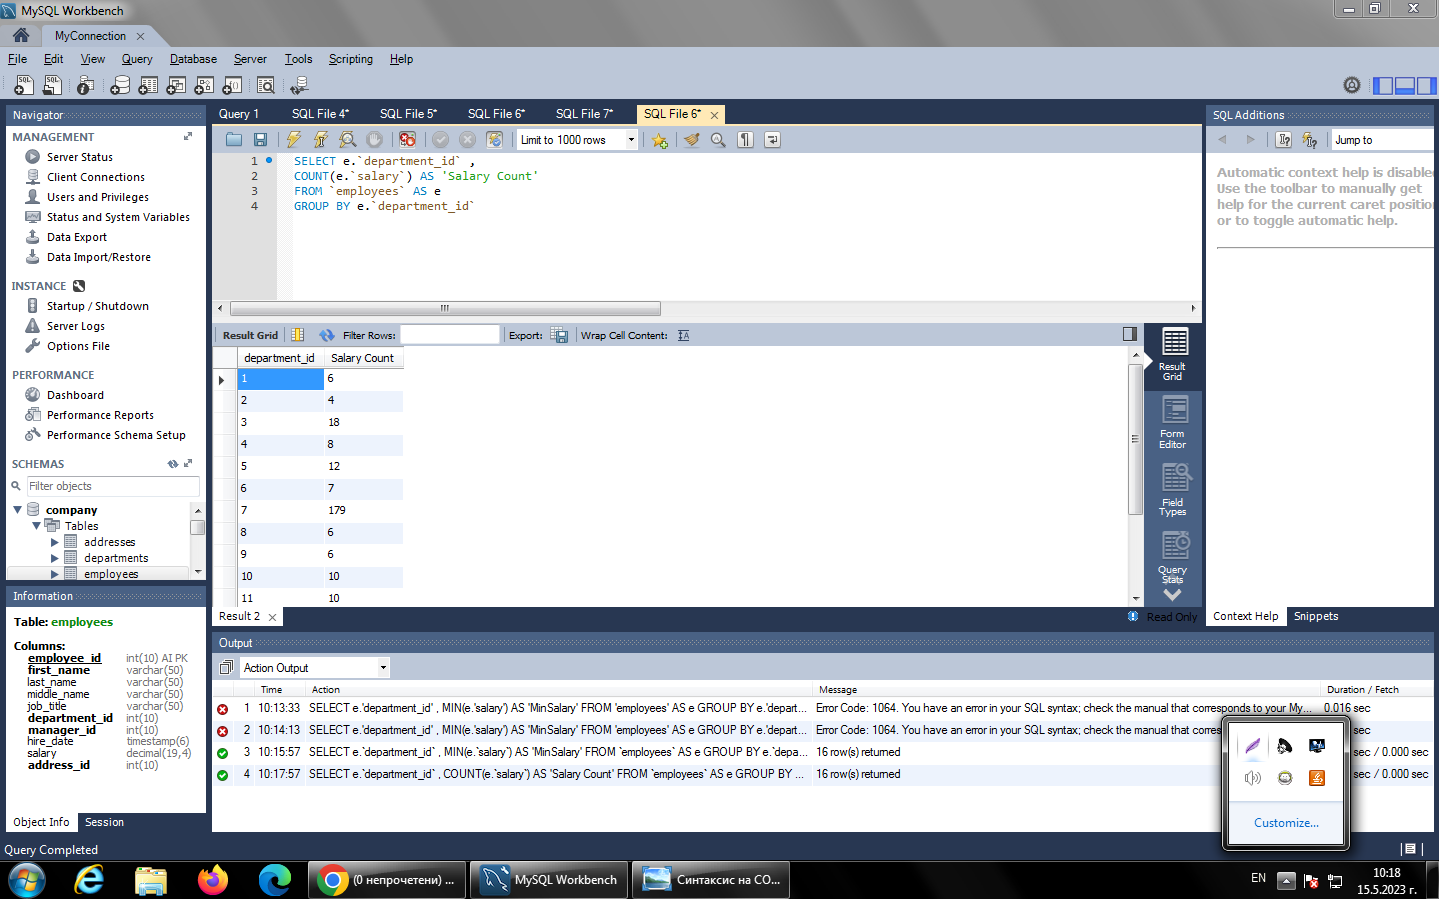 MySQL Workbench
MyConnection
File Edit View Query Database Server Tools Scripting Help
Navigator
MANAGEMENT
Server Status
Client Connections
Users and Privileges
Status and System Variables
Data Export
Data Import/Restore
INSTANCE
Startup / Shutdown
Server Logs
Options File
PERFORMANCE
Dashboard
Performance Reports
Performance Schema Setup
SCHEMAS
Filter objects
company
Tables
addresses
departments
employees
Information
Table: employees
Columns:
employee_id int(10) AI PK
first_name varchar(50)
last_name varchar(50)
middle_name varchar(50)
job_title varchar(50)
department_id int(10)
manager_id int(10)
hire_date timestamp(6)
salary decimal(19,4)
address_id int(10)
Object Info Session
Query Completed
Query 1 SQL File 4* SQL File 5* SQL File 6* SQL File 7* SQL File 6*
Limit to 1000 rows
1 SELECT e.`department_id` ,
2 COUNT(e.`salary`) AS 'Salary Count'
3 FROM `employees` AS e
4 GROUP BY e.`department_id`
Result Grid Filter Rows: Export: Wrap Cell Content:
department_id Salary Count
1 6
2 4
3 18
4 8
5 12
6 7
7 179
8 6
9 6
10 10
11 10
Result Grid
Form Editor
Field Types
Query Stats
Result 2
Read Only
SQL Additions
Jump to
Automatic context help is disabled
Use the toolbar to manually get
help for the current caret position
or to toggle automatic help.
Context Help Snippets
Output
Action Output
Time Action Message Duration / Fetch
1 10:13:33 SELECT e.'department_id' , MIN(e.'salary') AS 'MinSalary' FROM 'employees' AS e GROUP BY e.'depart... Error Code: 1064. You have an error in your SQL syntax; check the manual that corresponds to your My... 0.016 sec
2 10:14:13 SELECT e.'department_id' , MIN(e.'salary') AS 'MinSalary' FROM 'employees' AS e GROUP BY e.'depart... Error Code: 1064. You have an error in your SQL syntax; check the manual that corres sec
3 10:15:57 SELECT e.`department_id` , MIN(e.`salary`) AS 'MinSalary' FROM `employees` AS e GROUP BY e.`depa... 16 row(s) returned sec / 0.000 sec
4 10:17:57 SELECT e.`department_id` , COUNT(e.`salary`) AS 'Salary Count' FROM `employees` AS e GROUP BY ... 16 row(s) returned sec / 0.000 sec
Customize...
(0 непрочетени) ...
MySQL Workbench
Синтаксис на CO...
EN
10:18
15.5.2023 г.